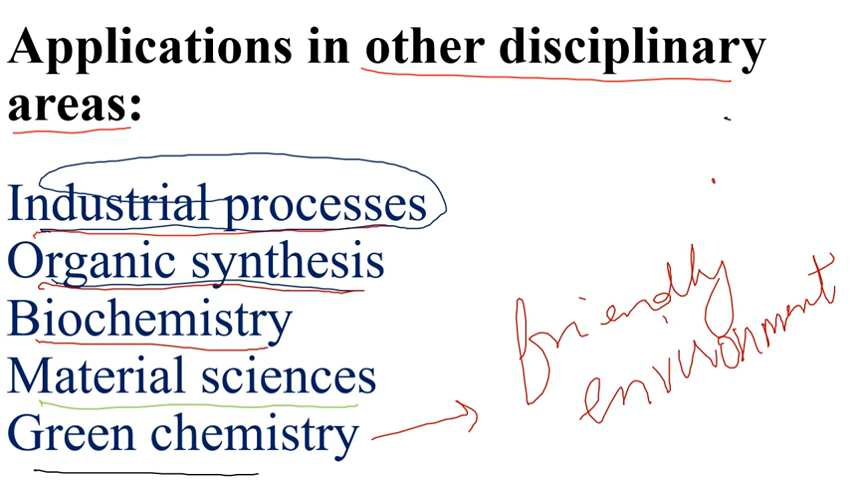 Applications in other disciplinary
areas:
Industrial processes
Organic synthesis
Biochemistry
Material sciences
Green chemistry
friendly
environment